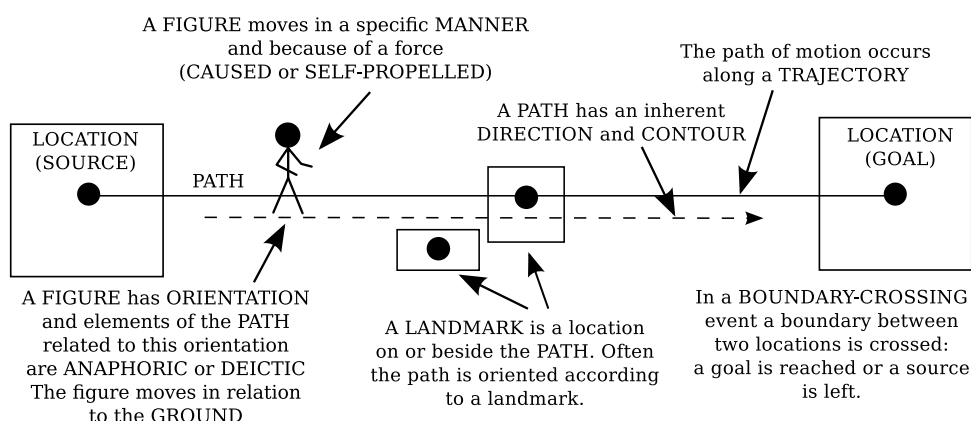 A FIGURE moves in a specific MANNER
and because of a force
(CAUSED or SELF-PROPELLED)
The path of motion occurs
along a TRAJECTORY
A PATH has an inherent
DIRECTION and CONTOUR
LOCATION
(SOURCE)
PATH
LOCATION
(GOAL)
A FIGURE has ORIENTATION
and elements of the PATH
related to this orientation
are ANAPHORIC or DEICTIC
The figure moves in relation
to the GROUND
A LANDMARK is a location
on or beside the PATH. Often
the path is oriented according
to a landmark.
In a BOUNDARY-CROSSING
event a boundary between
two locations is crossed:
a goal is reached or a source
is left.